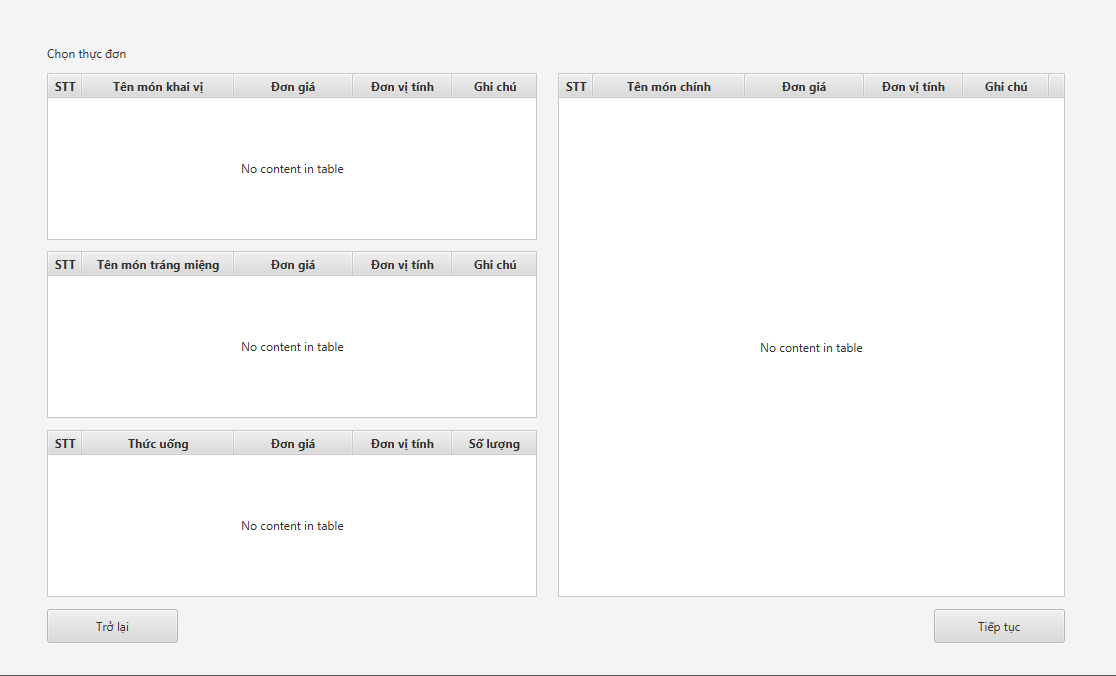 Chọn thực đơn
STT Tên món khai vị Đơn giá Đơn vị tính Ghi chú
No content in table
STT Tên món tráng miệng Đơn giá Đơn vị tính Ghi chú
No content in table
STT Thức uống Đơn giá Đơn vị tính Số lượng
No content in table
STT Tên món chính Đơn giá Đơn vị tính Ghi chú
No content in table
Trở lại
Tiếp tục